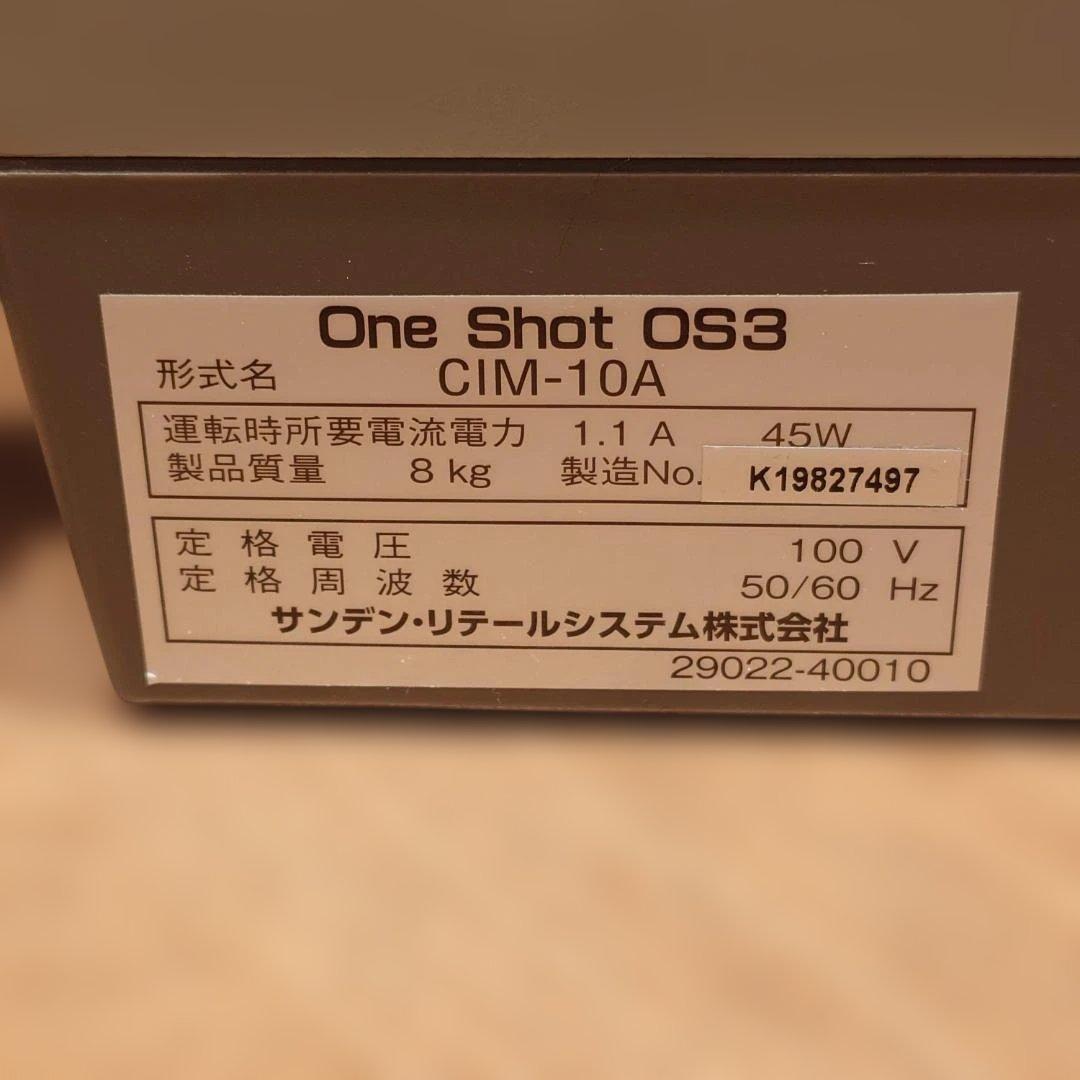 One Shot OS3
形式名 CIM-10A
運転時所要電流電力 1.1 A 45W
製品質量 8 kg 製造No. K19827497
定格電圧 100 V
定格周波数 50/60 Hz
サンデン・リテールシステム株式会社
29022-40010